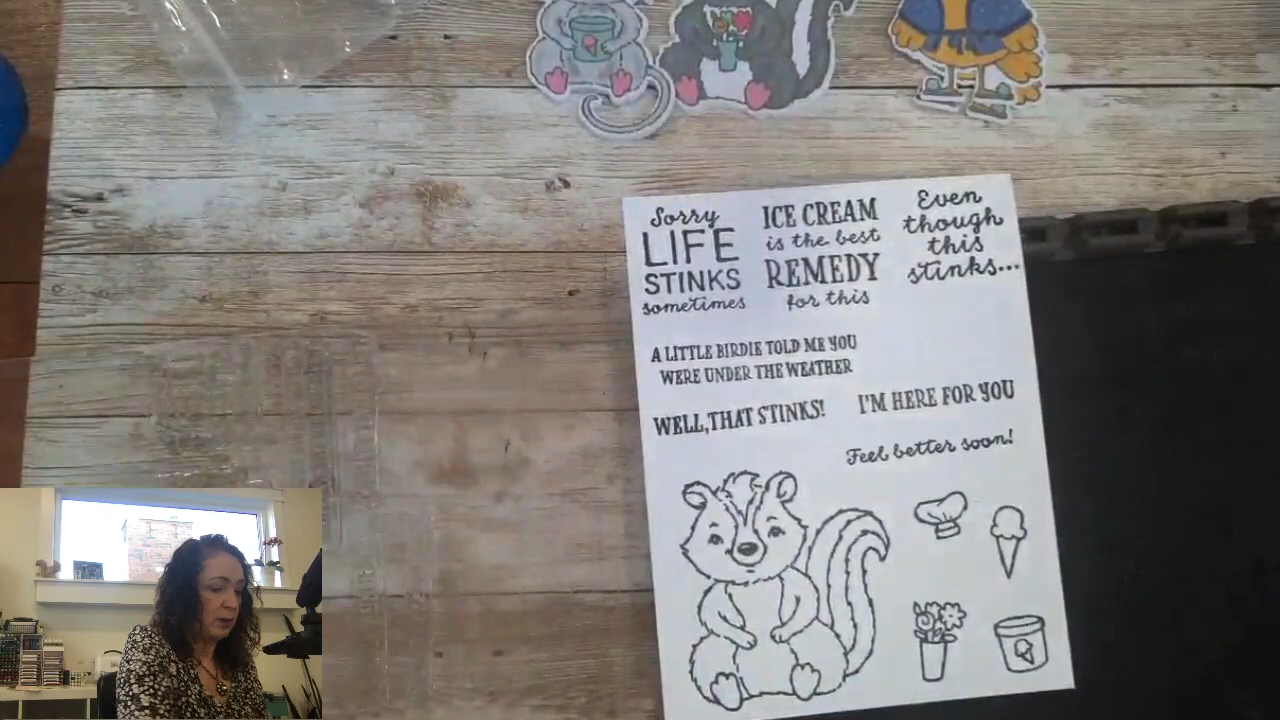 Sorry
LIFE
STINKS
sometimes
ICE CREAM
is the best
REMEDY
for this
Even
though
this
stinks...
A LITTLE BIRDIE TOLD ME YOU
WERE UNDER THE WEATHER
WELL, THAT STINKS!
I'M HERE FOR YOU
Feel better soon!